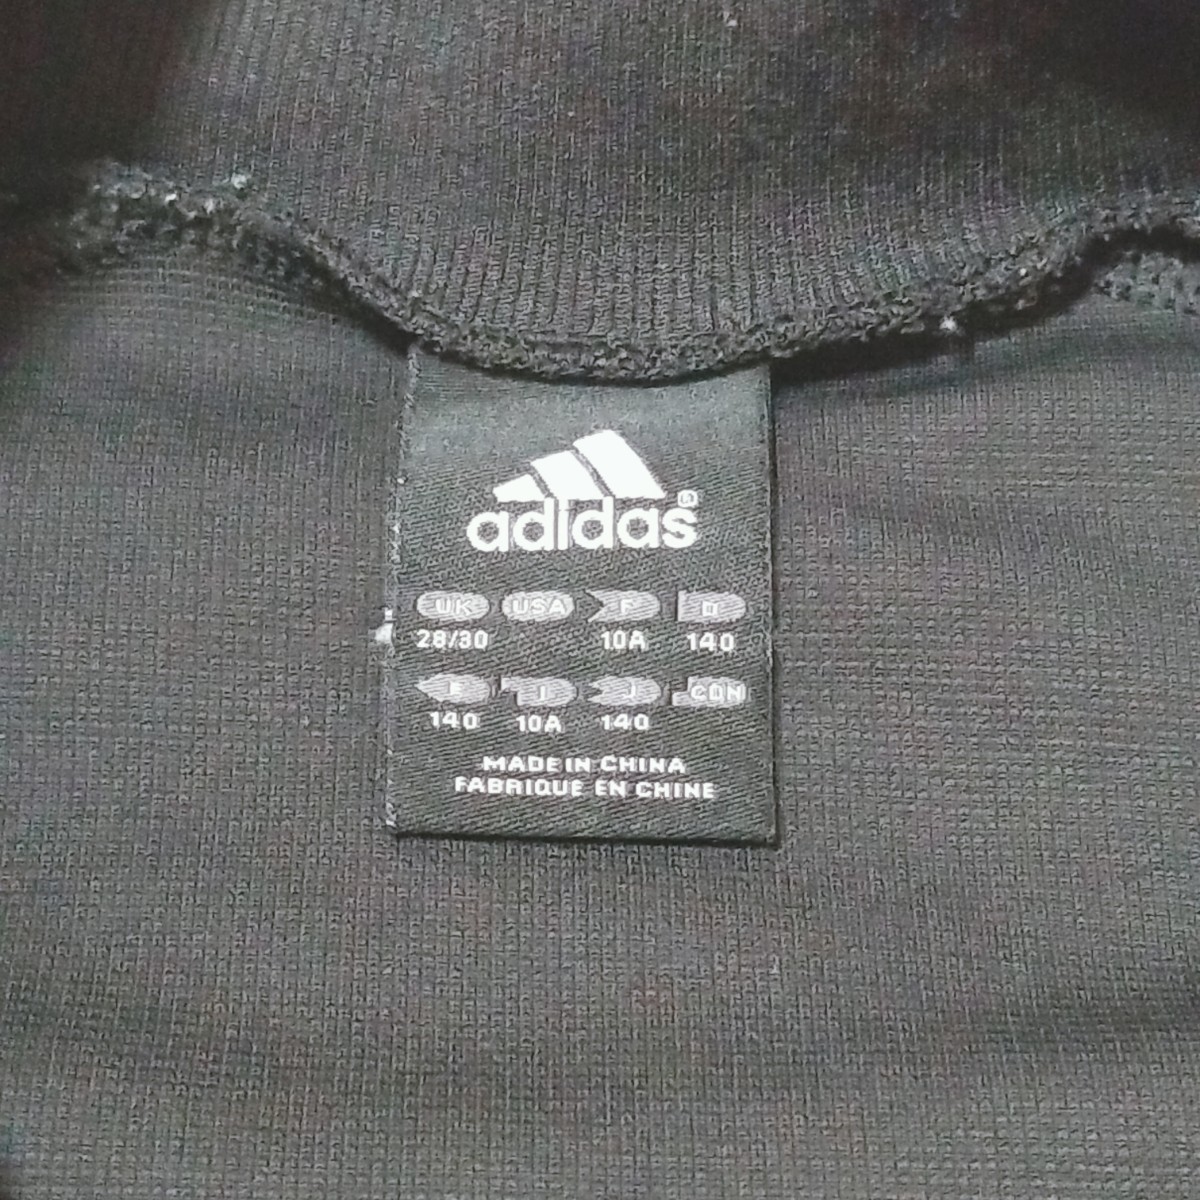 adidas®
UK USA F D
28/30 10A 140
E I J CDN
140 10A 140
MADE IN CHINA
FABRIQUE EN CHINE